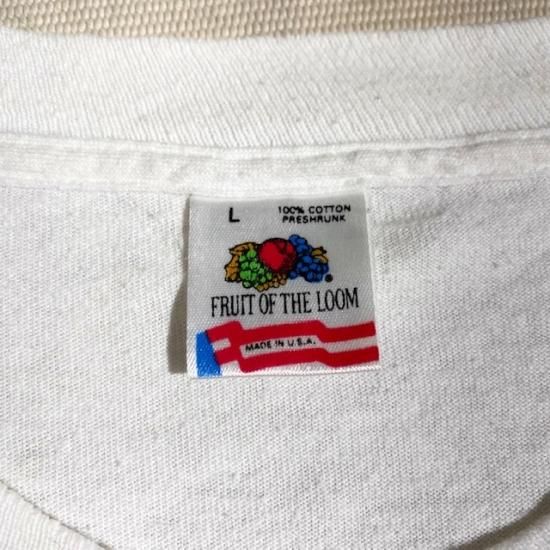 L
100% COTTON
PRESHRUNK
®
FRUIT OF THE LOOM
MADE IN U.S.A.